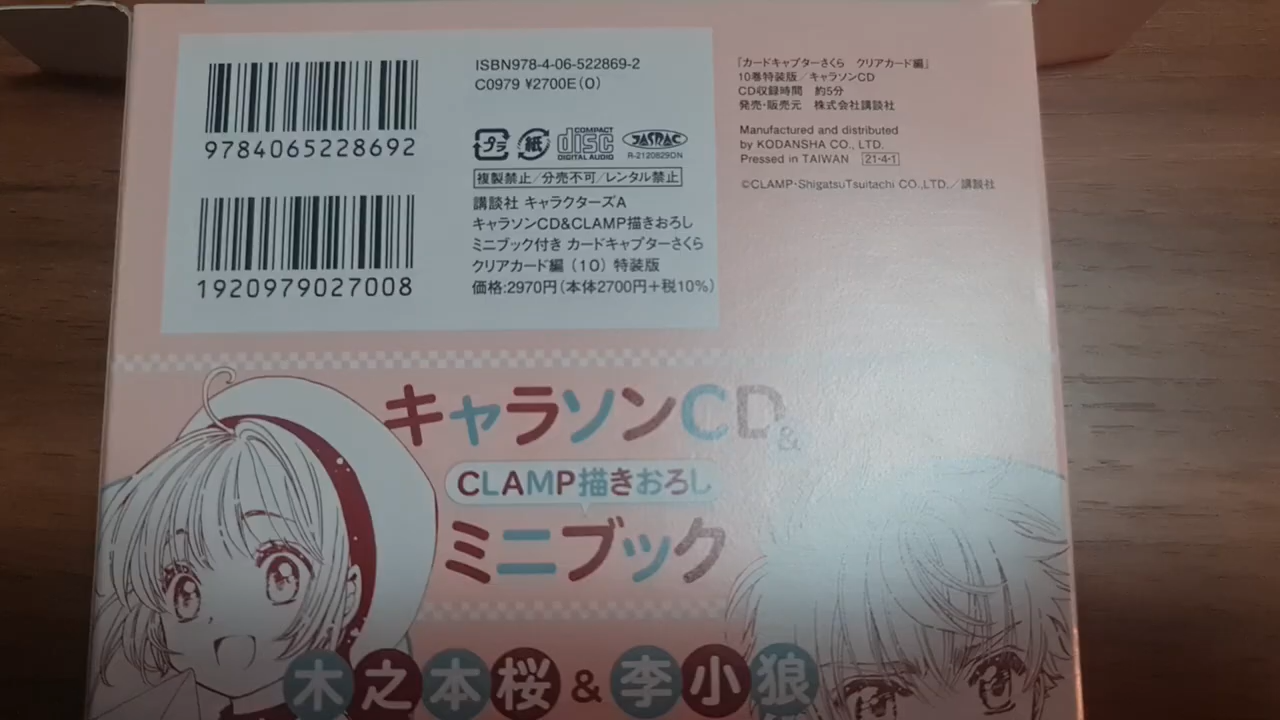 9784065228692
1920979027008
ISBN978-4-06-522869-2
C0979 ¥2700E(0)
プラ 紙 COMPACT disc DIGITAL AUDIO JASRAC
R-2120829DN
複製禁止/分売不可/レンタル禁止
講談社 キャラクターズA
キャラソンCD&CLAMP描きおろし
ミニブック付き カードキャプターさくら
クリアカード編(10)特装版
価格:2970円(本体2700円+税10%)
『カードキャプターさくら クリアカード編』
10巻特装版/キャラソンCD
CD収録時間 約5分
発売・販売元 株式会社講談社
Manufactured and distributed
by KODANSHA CO., LTD.
Pressed in TAIWAN 21-4-1
©CLAMP・ShigatsuTsuitachi CO.,LTD./講談社
キャラソンCD&
CLAMP描きおろし
ミニブック
木之本桜&李小狼